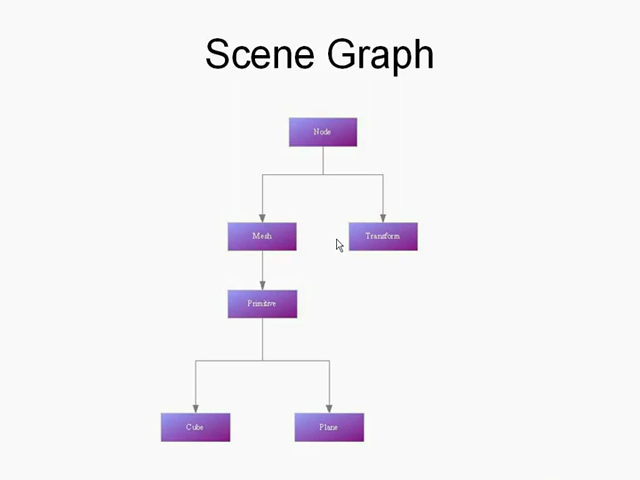 Scene Graph
Node
Mesh
Transform
Primitive
Cube
Plane